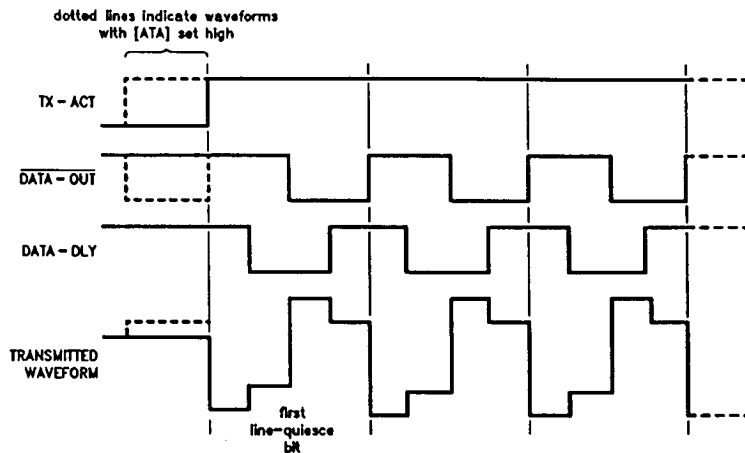 dotted lines indicate waveforms
with [ATA] set high
TX-ACT
DATA-OUT
DATA-DLY
TRANSMITTED
WAVEFORM
first
line-quiesce
bit